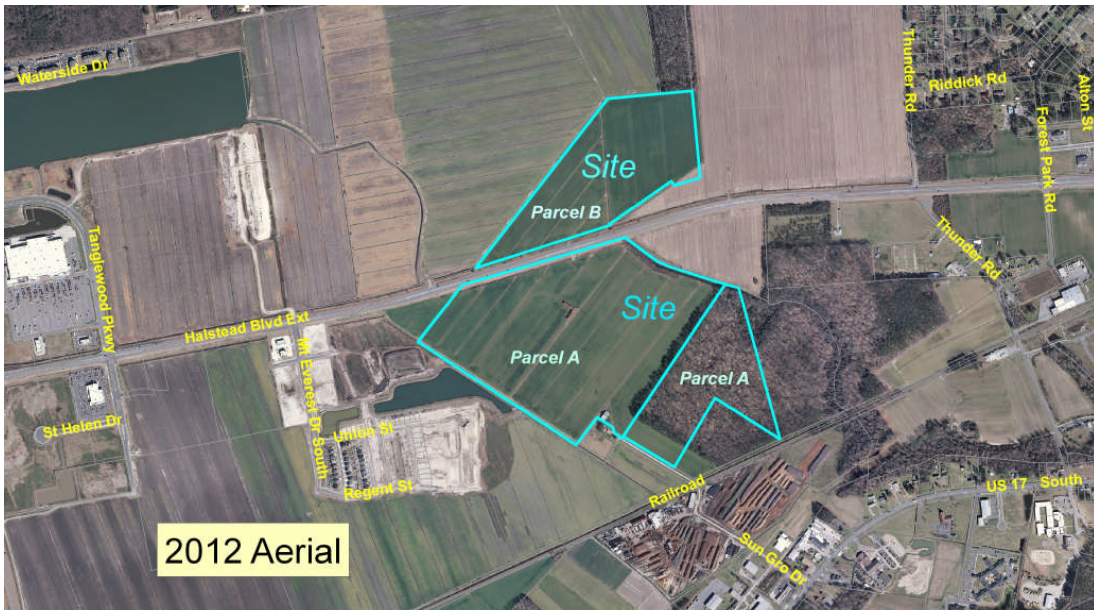 Waterside Dr
Thunder Rd
Riddick Rd
Alton St
Forest Park Rd
Site
Parcel B
Tanglewood Pkwy
Thunder Rd
Site
Halstead Blvd Ext
Mt Everest Dr South
Parcel A
Parcel A
St Helen Dr
Union St
Regent St
Railroad
US 17 South
Sun Gro Dr
2012 Aerial